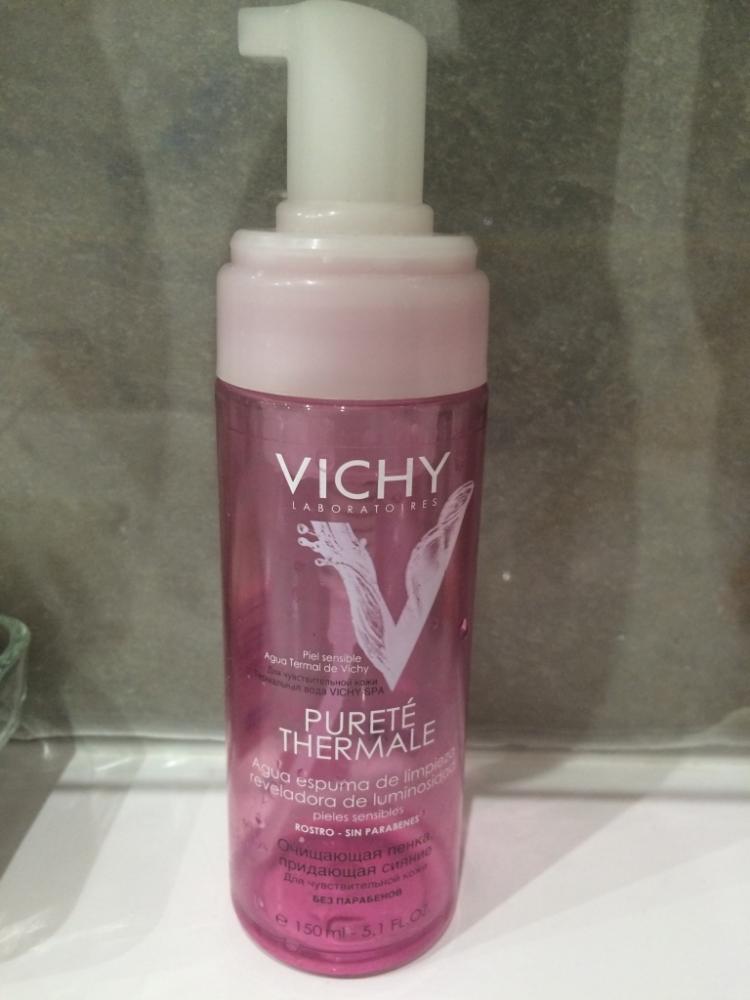 VICHY
LABORATOIRES
Piel sensible
Agua Termal de Vichy
Для чувствительной кожи
Термальная вода VICHY SPA
PURETÉ
THERMALE
Agua espuma de limpieza
reveladora de luminosidad
pieles sensibles
ROSTRO - SIN PARABENES
Очищающая пенка,
придающая сияние
Для чувствительной кожи
БЕЗ ПАРАБЕНОВ
℮ 150 ml - 5.1 FL.OZ.